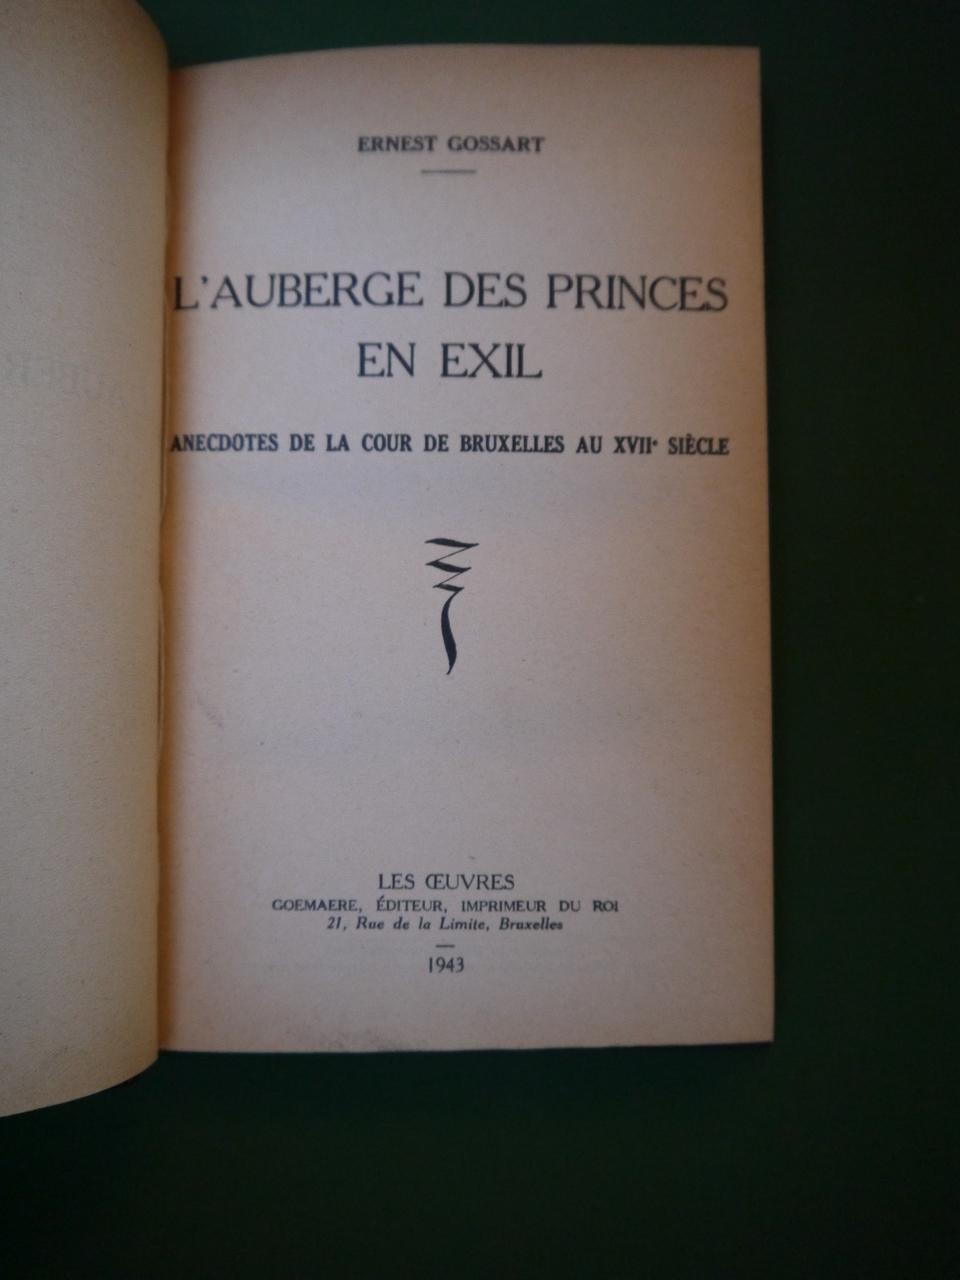 ERNEST GOSSART
L'AUBERGE DES PRINCES
EN EXIL
ANECDOTES DE LA COUR DE BRUXELLES AU XVIIe SIÈCLE
LES ŒUVRES
GOEMAERE, ÉDITEUR, IMPRIMEUR DU ROI
21, Rue de la Limite, Bruxelles
1943